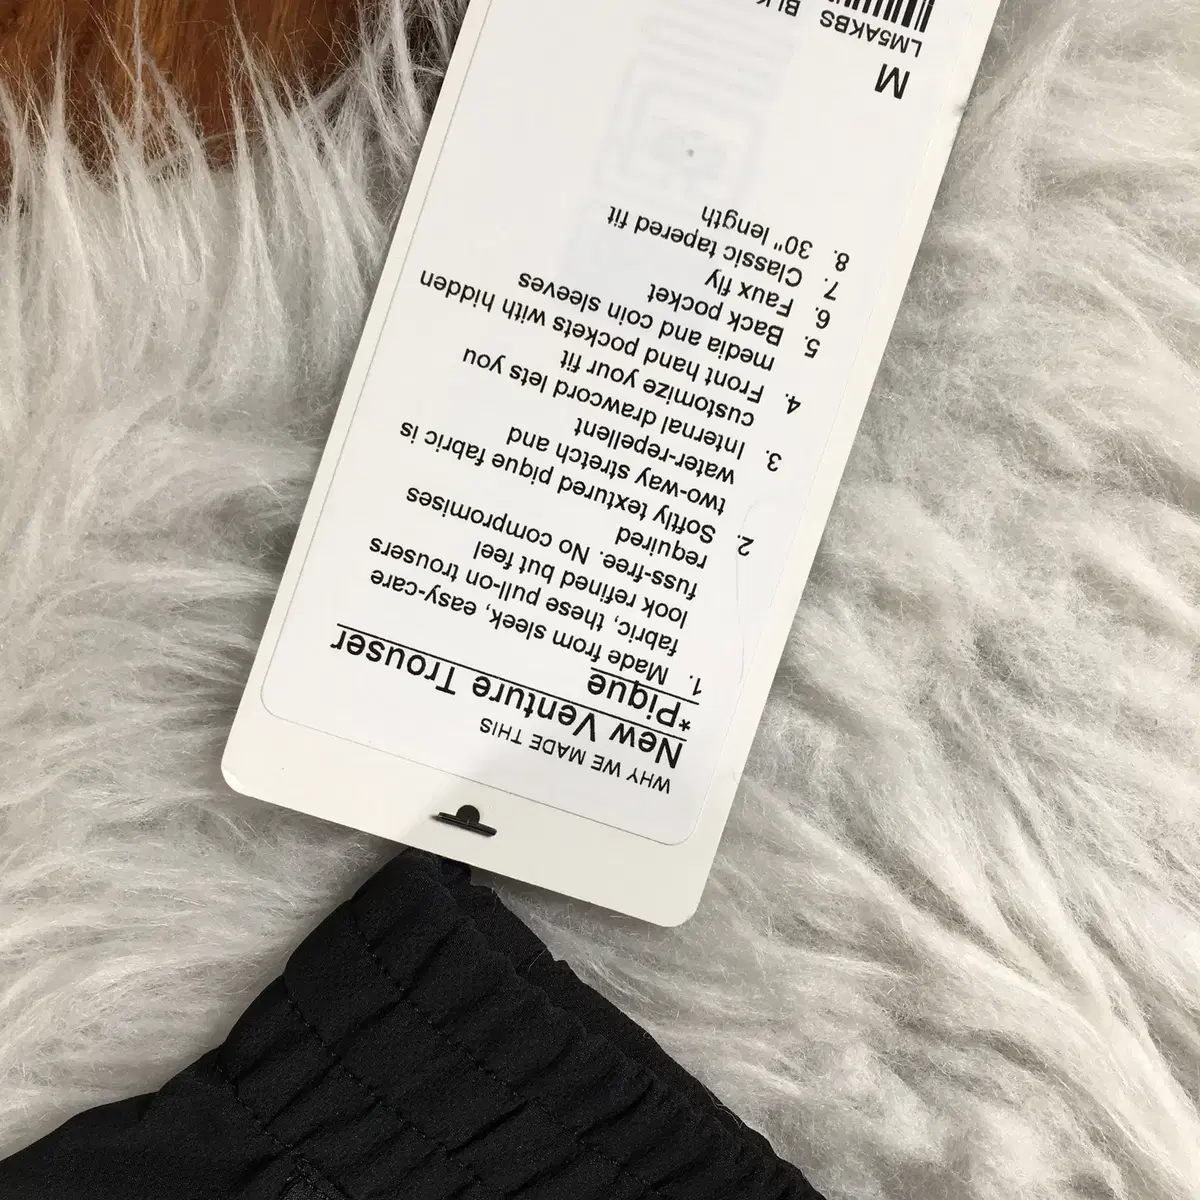 WHY WE MADE THIS
New Venture Trouser
*Pique
1. Made from sleek, easy-care
fabric, these pull-on trousers
look refined but feel
fuss-free. No compromises
required
2. Softly textured pique fabric is
two-way stretch and
water-repellent
3. Internal drawcord lets you
customize your fit
4. Front hand pockets with hidden
media and coin sleeves
5. Back pocket
6. Faux fly
7. Classic tapered fit
8. 30" length
M
LM5AKBS